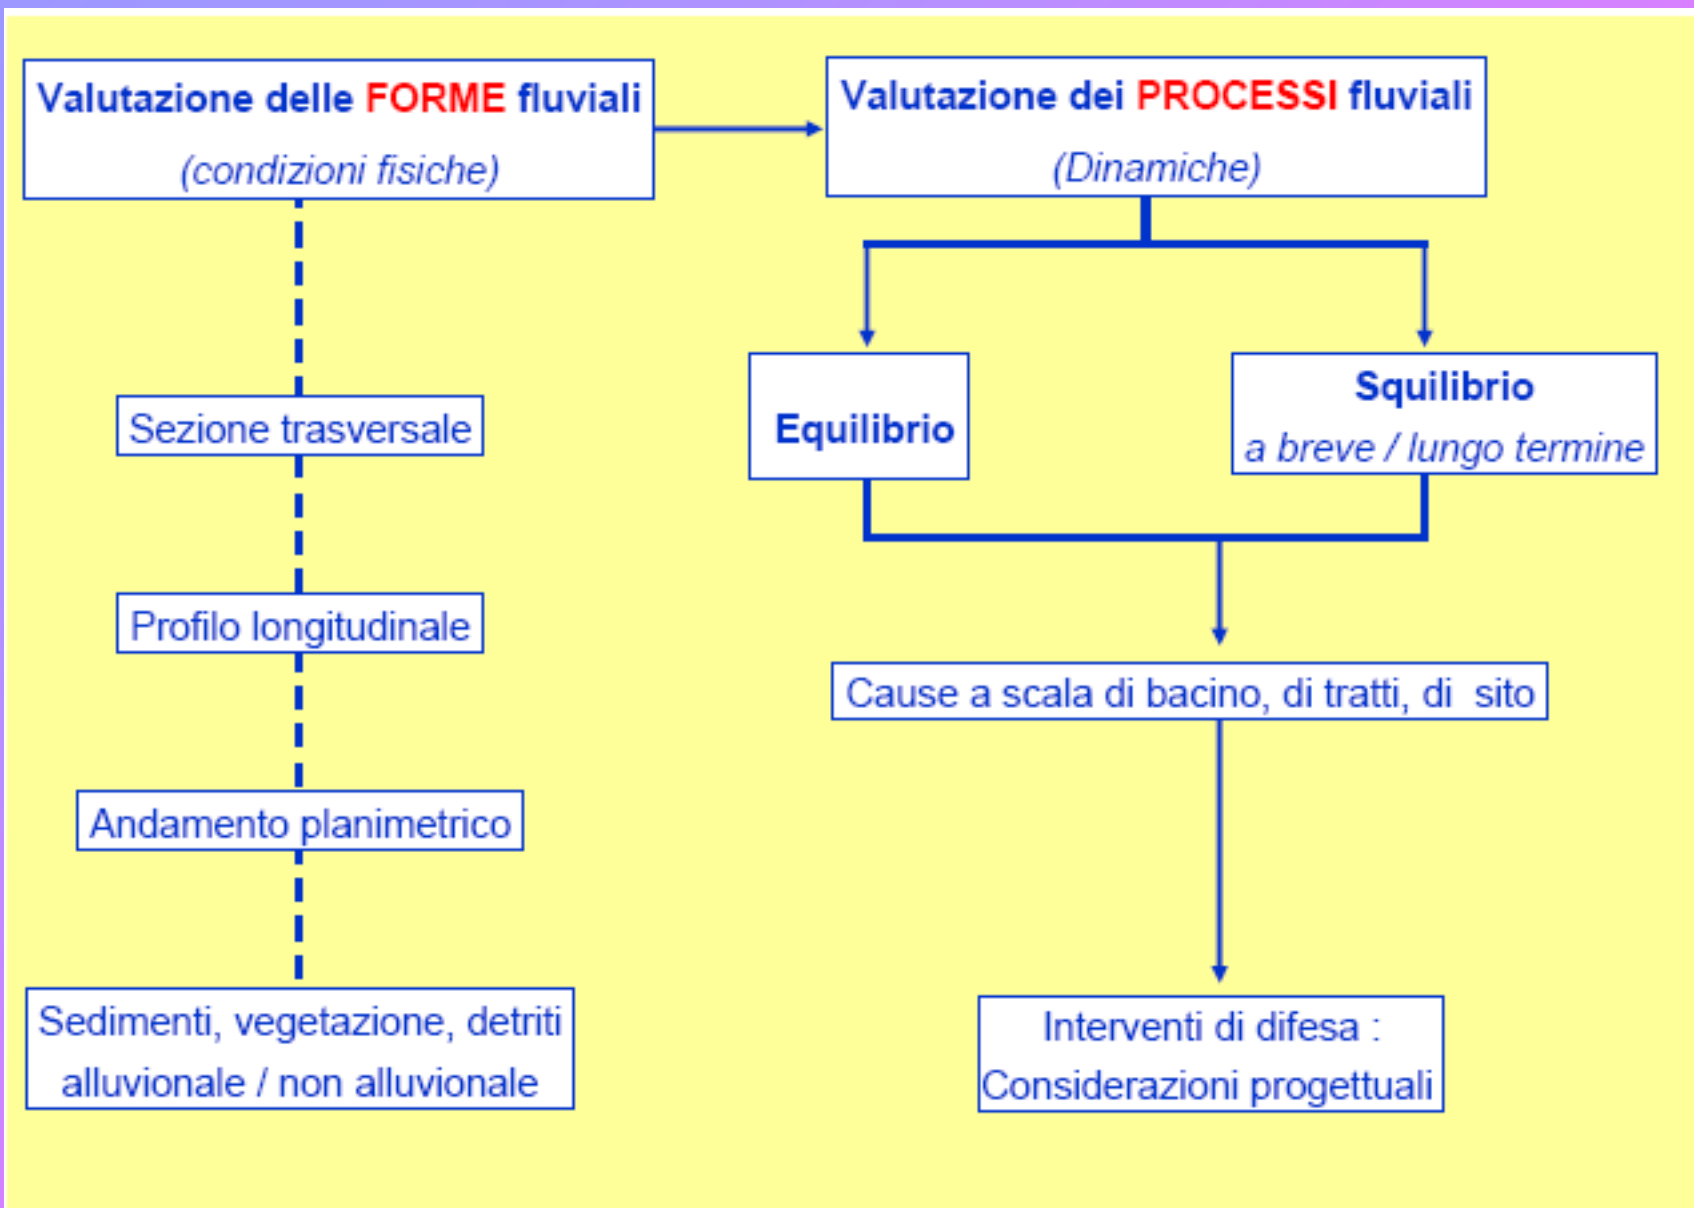 Valutazione delle FORME fluviali
(condizioni fisiche)
Valutazione dei PROCESSI fluviali
(Dinamiche)
Sezione trasversale
Profilo longitudinale
Andamento planimetrico
Sedimenti, vegetazione, detriti
alluvionale / non alluvionale
Equilibrio
Squilibrio
a breve / lungo termine
Cause a scala di bacino, di tratti, di sito
Interventi di difesa :
Considerazioni progettuali